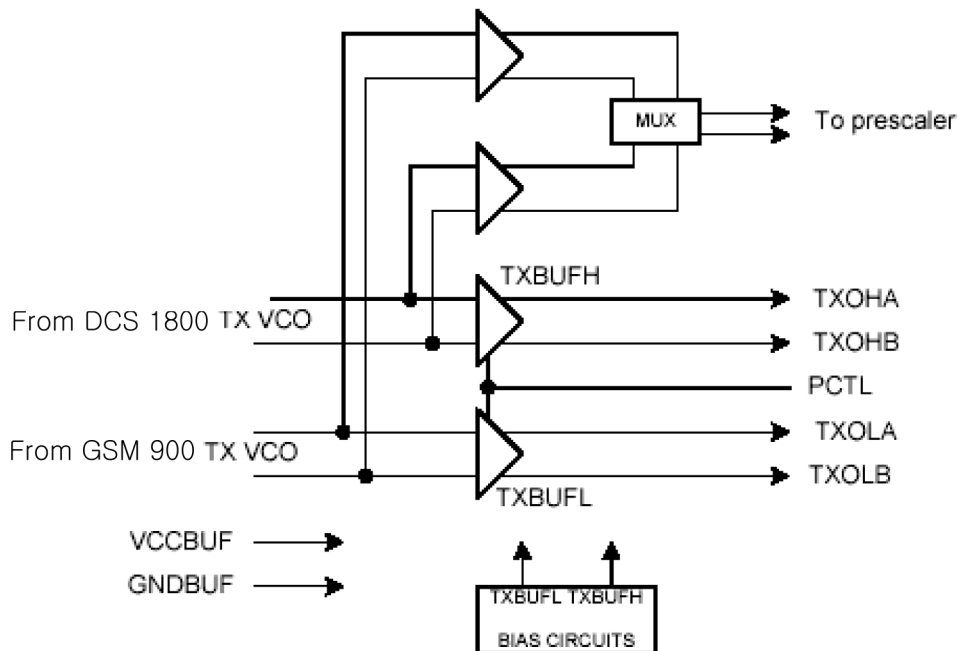 MUX
To prescaler
TXBUFH
From DCS 1800 TX VCO
TXOHA
TXOHB
PCTL
From GSM 900 TX VCO
TXOLA
TXOLB
TXBUFL
VCCBUF
GNDBUF
TXBUFL TXBUFH
BIAS CIRCUITS